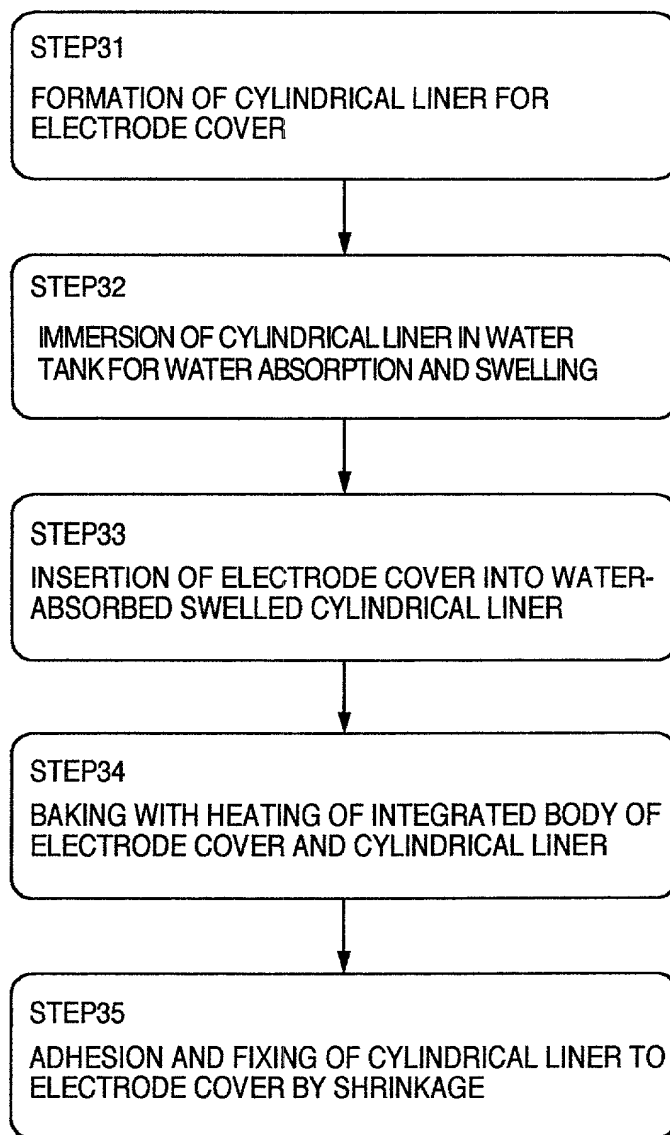 STEP31
FORMATION OF CYLINDRICAL LINER FOR
ELECTRODE COVER
STEP32
IMMERSION OF CYLINDRICAL LINER IN WATER
TANK FOR WATER ABSORPTION AND SWELLING
STEP33
INSERTION OF ELECTRODE COVER INTO WATER-
ABSORBED SWELLED CYLINDRICAL LINER
STEP34
BAKING WITH HEATING OF INTEGRATED BODY OF
ELECTRODE COVER AND CYLINDRICAL LINER
STEP35
ADHESION AND FIXING OF CYLINDRICAL LINER TO
ELECTRODE COVER BY SHRINKAGE